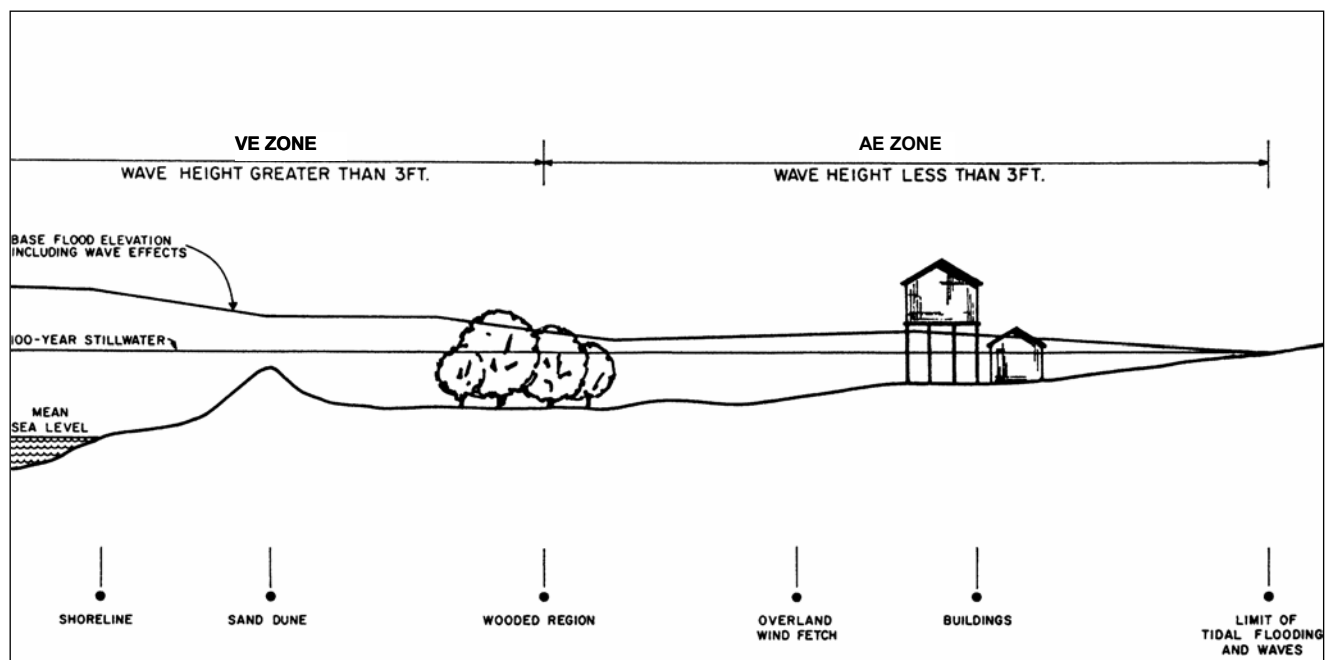 VE ZONE
WAVE HEIGHT GREATER THAN 3FT.
AE ZONE
WAVE HEIGHT LESS THAN 3FT.
BASE FLOOD ELEVATION
INCLUDING WAVE EFFECTS
100-YEAR STILLWATER
MEAN
SEA LEVEL
SHORELINE
SAND DUNE
WOODED REGION
OVERLAND
WIND FETCH
BUILDINGS
LIMIT OF
TIDAL FLOODING
AND WAVES